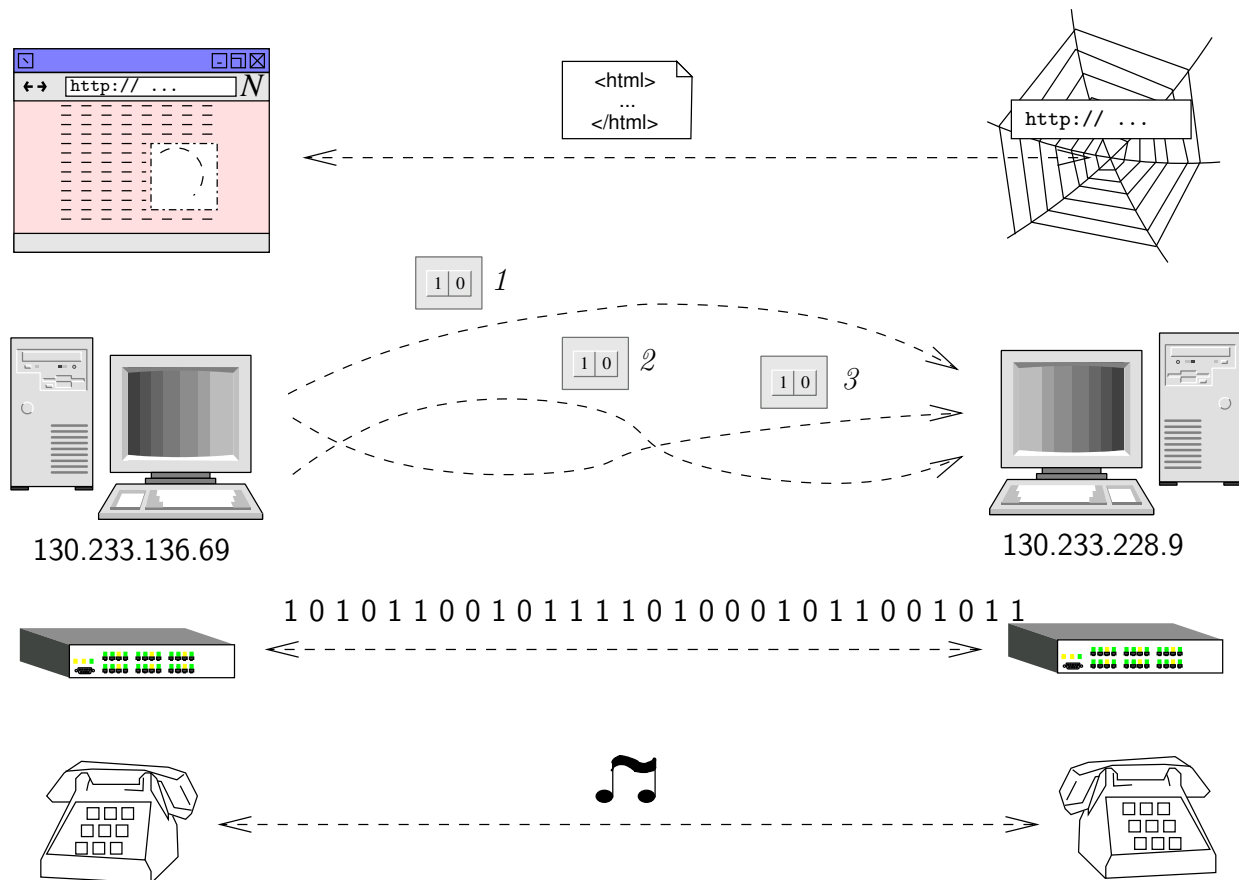 http:// ...
N
<html>
...
</html>
http:// ...
1 0
1
1 0
2
1 0
3
130.233.136.69
130.233.228.9
1 0 1 0 1 1 0 0 1 0 1 1 1 1 0 1 0 0 0 1 0 1 1 0 0 1 0 1 1